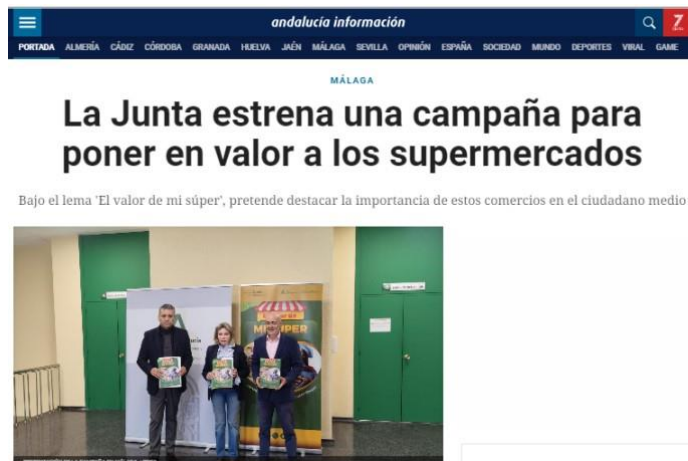 andalucía información
PORTADA ALMERÍA CÁDIZ CÓRDOBA GRANADA HUELVA JAÉN MÁLAGA SEVILLA OPINIÓN ESPAÑA SOCIEDAD MUNDO DEPORTES VIRAL GAME
MÁLAGA
La Junta estrena una campaña para
poner en valor a los supermercados
Bajo el lema 'El valor de mi súper', pretende destacar la importancia de estos comercios en el ciudadano medio
MI SÚPER